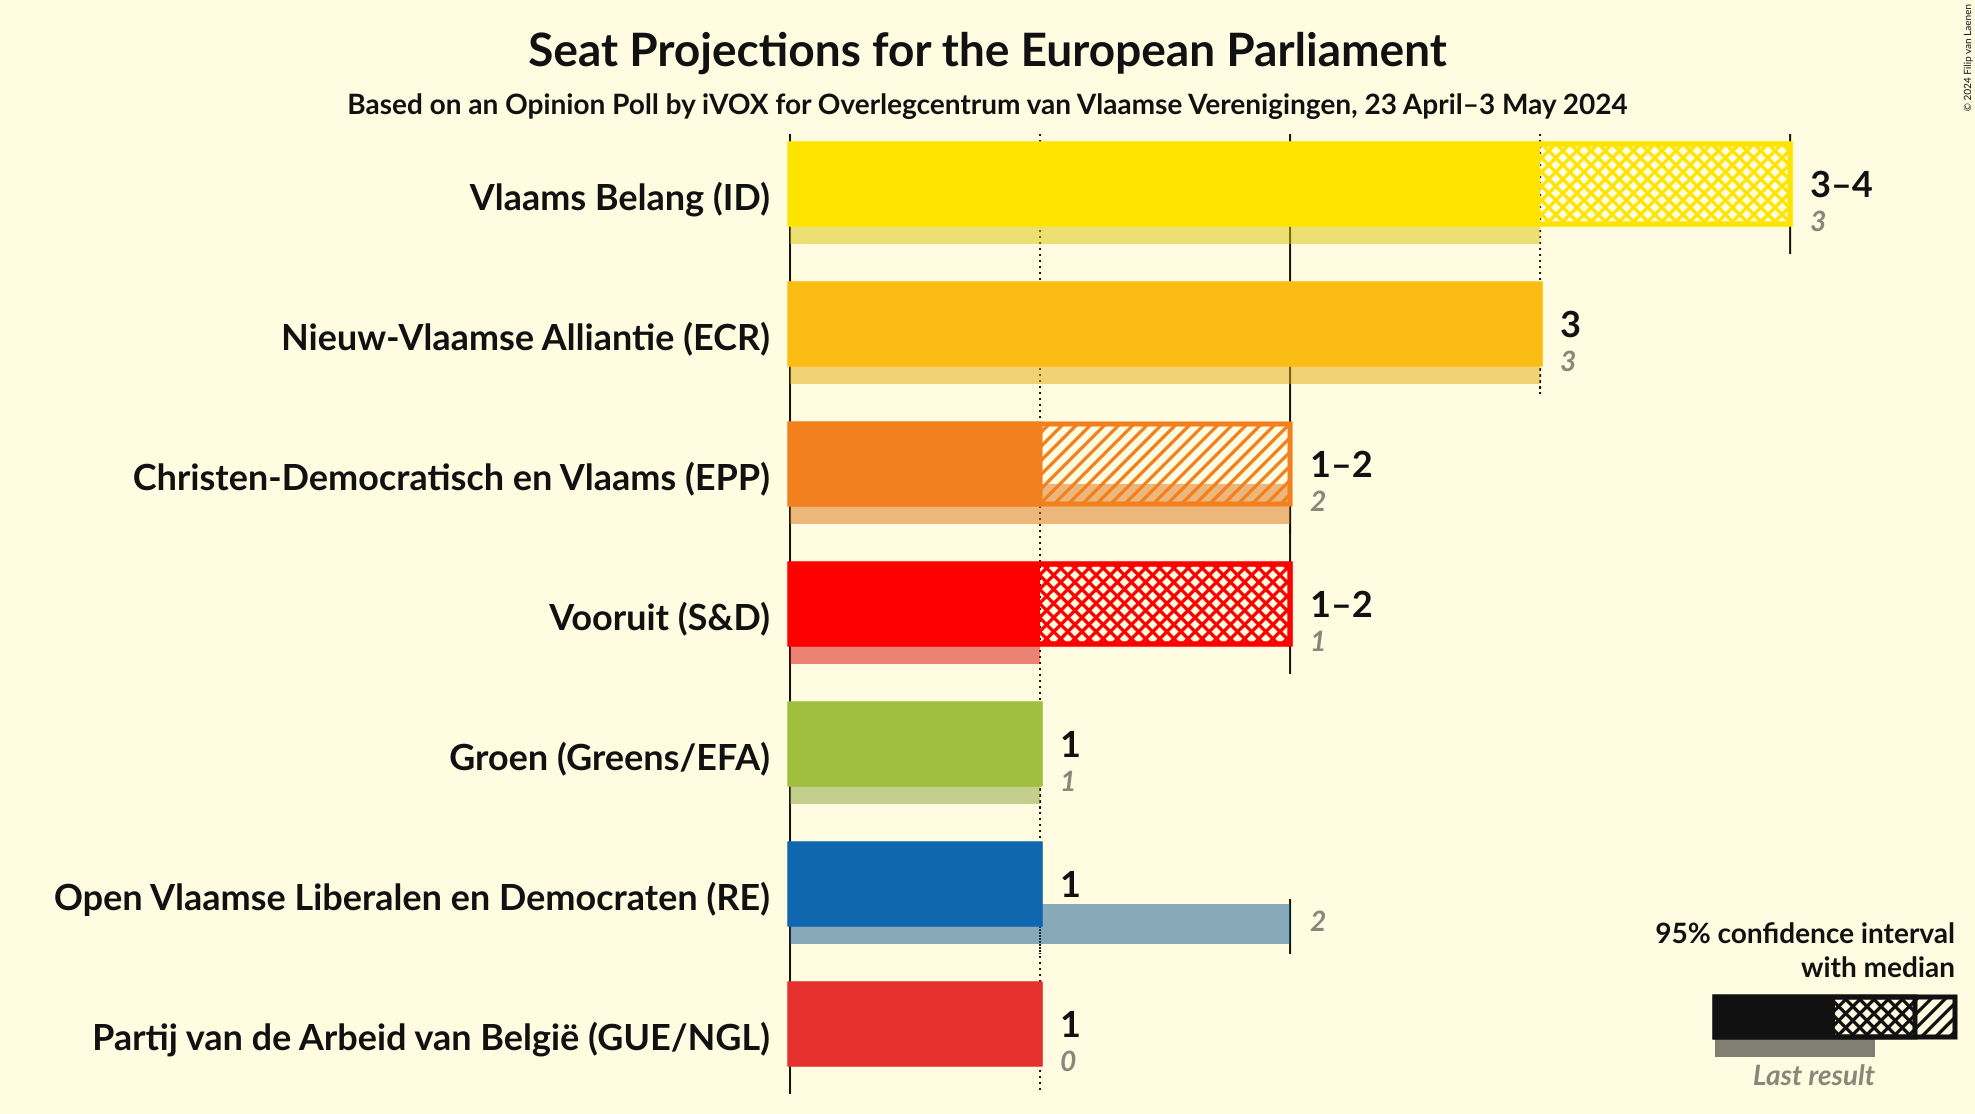 Seat Projections for the European Parliament
Based on an Opinion Poll by iVOX for Overlegcentrum van Vlaamse Verenigingen, 23 April–3 May 2024
© 2024 Filip van Laenen
Vlaams Belang (ID)
3–4
3
Nieuw-Vlaamse Alliantie (ECR)
3
3
Christen-Democratisch en Vlaams (EPP)
1–2
2
Vooruit (S&D)
1–2
1
Groen (Greens/EFA)
1
1
Open Vlaamse Liberalen en Democraten (RE)
1
2
Partij van de Arbeid van België (GUE/NGL)
1
0
95% confidence interval
with median
Last result